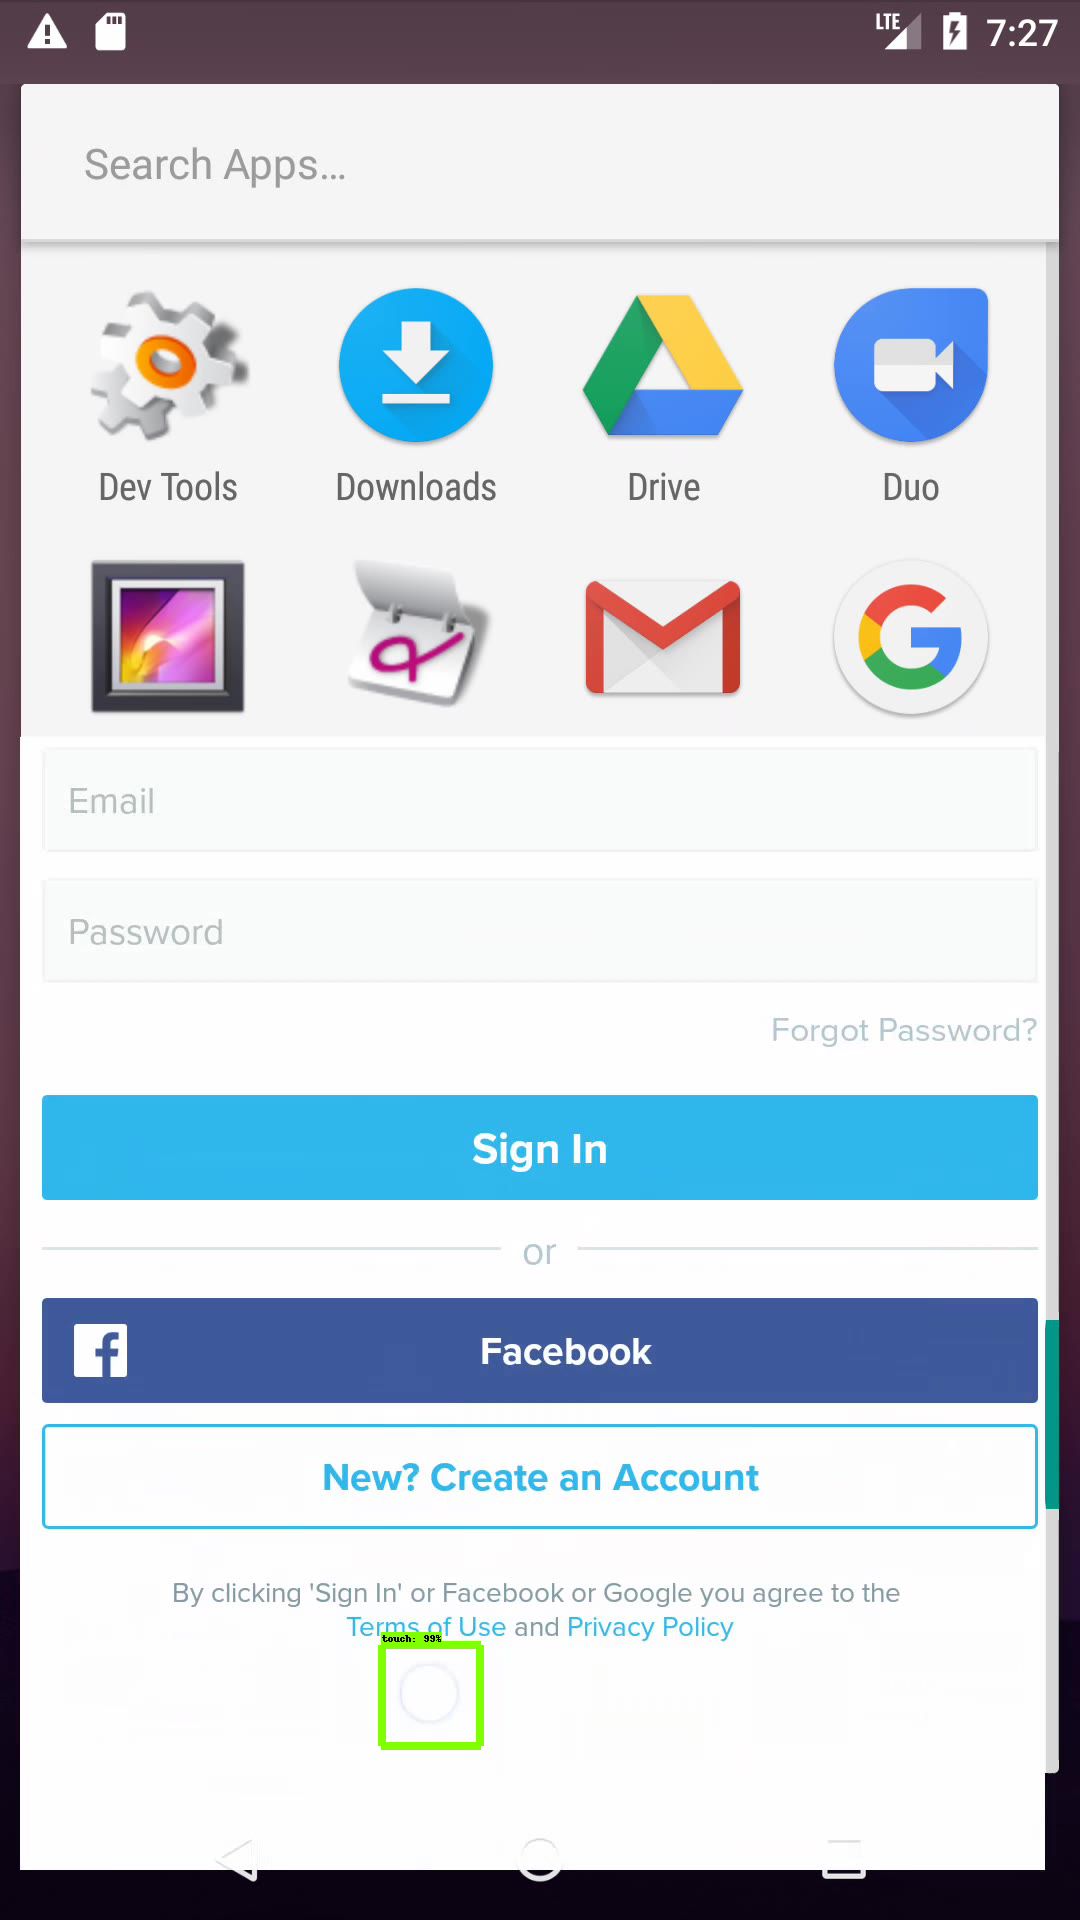 LTE 7:27
Search Apps...
Dev Tools Downloads Drive Duo
Email
Password
Forgot Password?
Sign In
or
Facebook
New? Create an Account
By clicking 'Sign In' or Facebook or Google you agree to the
Terms of Use and Privacy Policy
touch: 99%